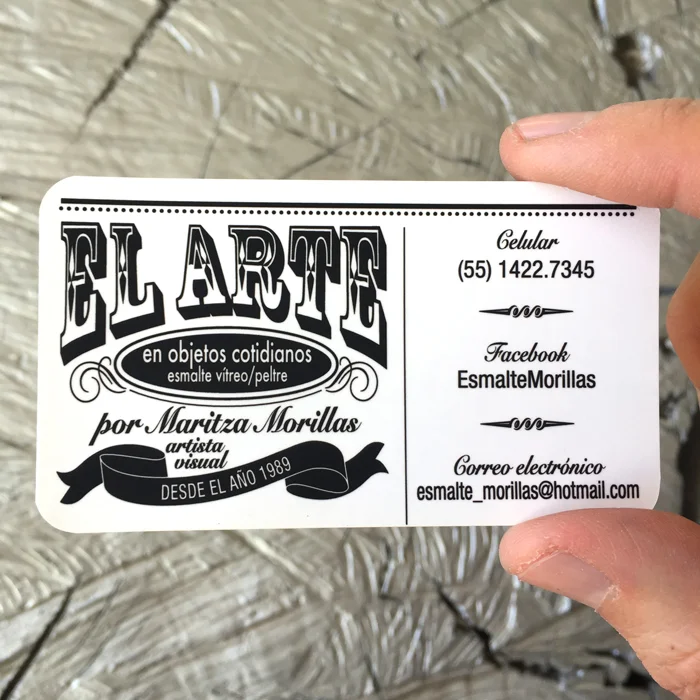 EL ARTE
en objetos cotidianos
esmalte vítreo/peltre
por Maritza Morillas
artista
visual
DESDE EL AÑO 1989
Celular
(55) 1422.7345
Facebook
EsmalteMorillas
Correo electrónico
esmalte_morillas@hotmail.com